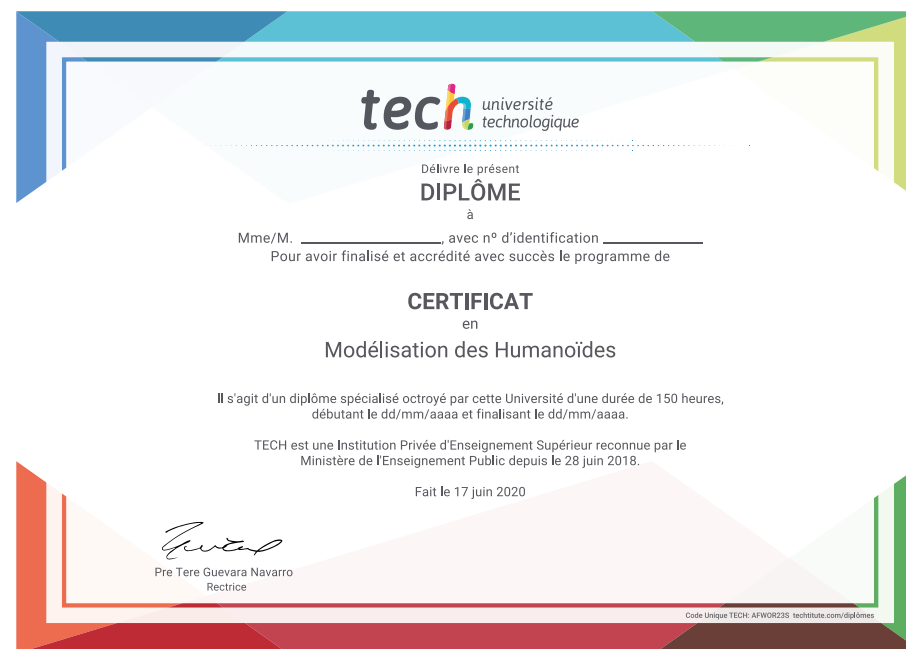 tech université
technologique
Délivre le présent
DIPLÔME
à
Mme/M. ____________________, avec nº d'identification ______________
Pour avoir finalisé et accrédité avec succès le programme de
CERTIFICAT
en
Modélisation des Humanoïdes
Il s'agit d'un diplôme spécialisé octroyé par cette Université d'une durée de 150 heures,
débutant le dd/mm/aaaa et finalisant le dd/mm/aaaa.
TECH est une Institution Privée d'Enseignement Supérieur reconnue par le
Ministère de l'Enseignement Public depuis le 28 juin 2018.
Fait le 17 juin 2020
Pre Tere Guevara Navarro
Rectrice
Code Unique TECH: AFWOR23S techtitute.com/diplômes